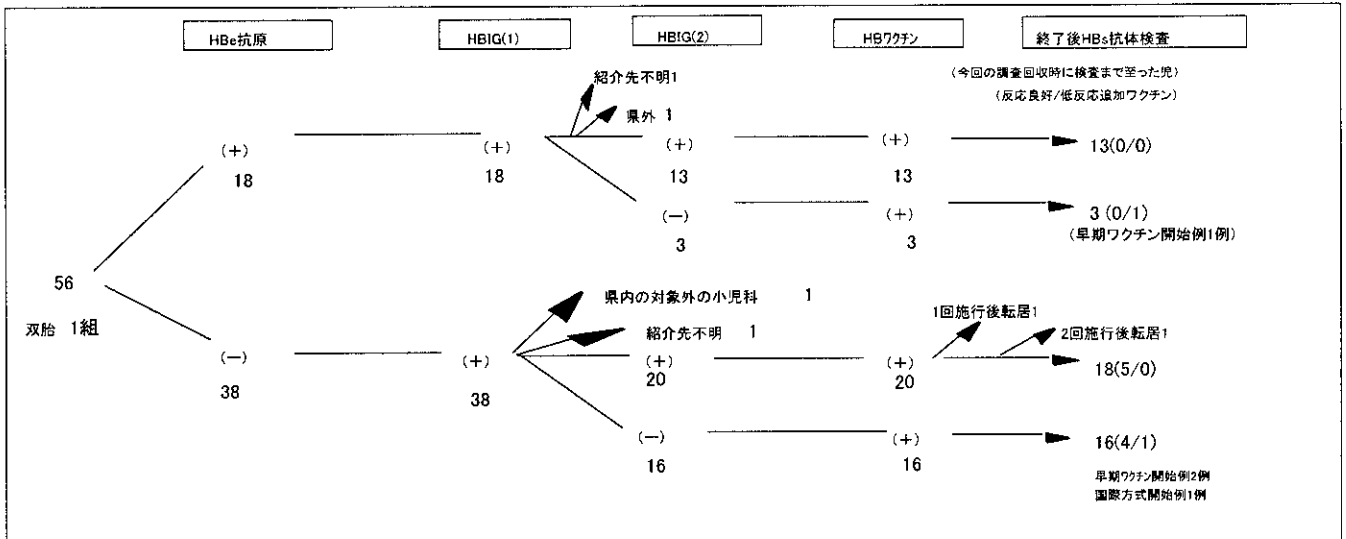 HBe抗原 HBIG(1) HBIG(2) HBワクチン 終了後HBs抗体検査
(今回の調査回収時に検査まで至った児)
(反応良好/低反応追加ワクチン)
紹介先不明1
県外 1
(+) (+) (+) (+) 13(0/0)
18 18 13 13
(−) (+) 3 (0/1)
3 3 (早期ワクチン開始例1例)
56
双胎 1組
県内の対象外の小児科 1
紹介先不明 1
1回施行後転居1
2回施行後転居1
(−) (+) (+) (+) 18(5/0)
38 38 20 20
(−) (+) 16(4/1)
16 16
早期ワクチン開始例2例
国際方式開始例1例